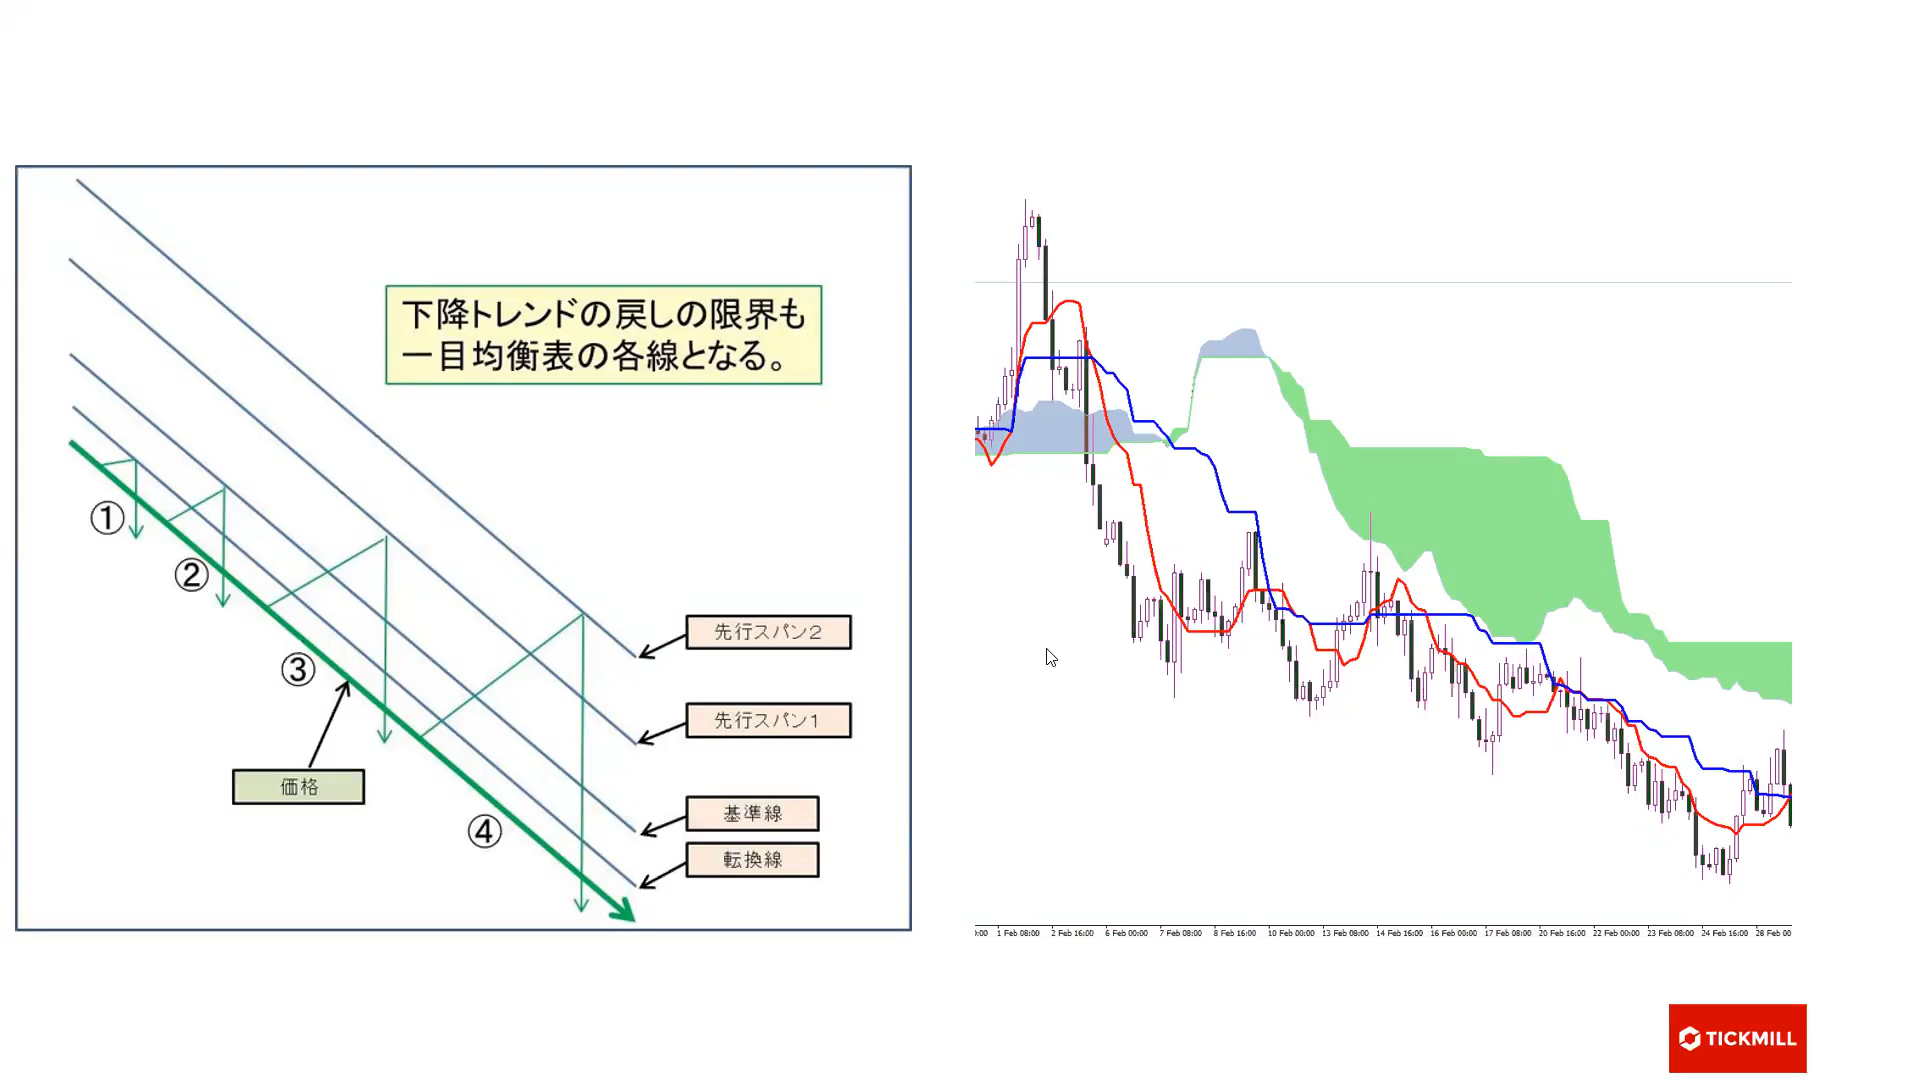 下降トレンドの戻しの限界も
一目均衡表の各線となる。
①
②
③
④
先行スパン2
先行スパン1
価格
基準線
転換線
1 Feb 08:00
2 Feb 16:00
6 Feb 00:00
7 Feb 08:00
8 Feb 16:00
10 Feb 00:00
13 Feb 08:00
14 Feb 16:00
16 Feb 00:00
17 Feb 08:00
20 Feb 16:00
22 Feb 00:00
23 Feb 08:00
24 Feb 16:00
28 Feb 00
TICKMILL